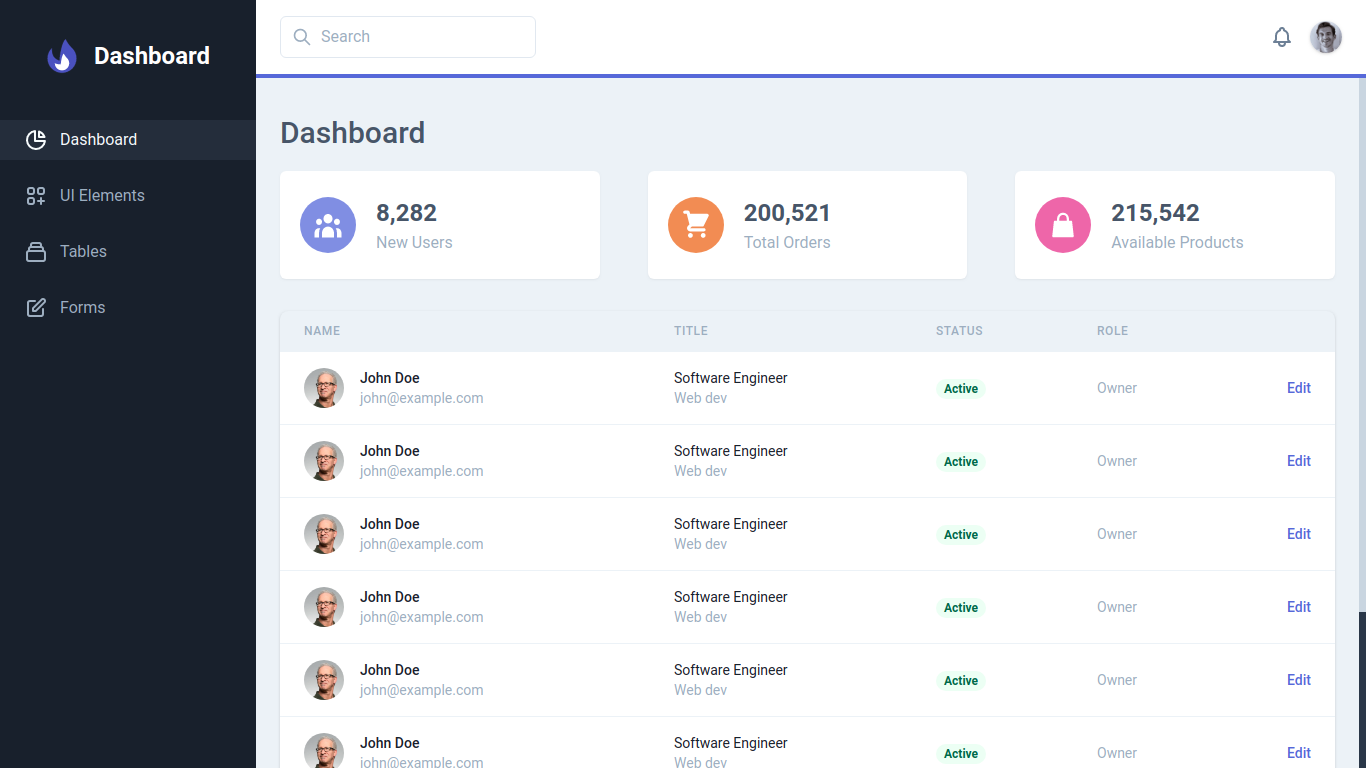 Dashboard
Search
Dashboard
UI Elements
Tables
Forms
Dashboard
8,282
New Users
200,521
Total Orders
215,542
Available Products
NAME TITLE STATUS ROLE
John Doe Software Engineer
john@example.com Web dev Active Owner Edit
John Doe Software Engineer
john@example.com Web dev Active Owner Edit
John Doe Software Engineer
john@example.com Web dev Active Owner Edit
John Doe Software Engineer
john@example.com Web dev Active Owner Edit
John Doe Software Engineer
john@example.com Web dev Active Owner Edit
John Doe Software Engineer
john@example.com Web dev Active Owner Edit